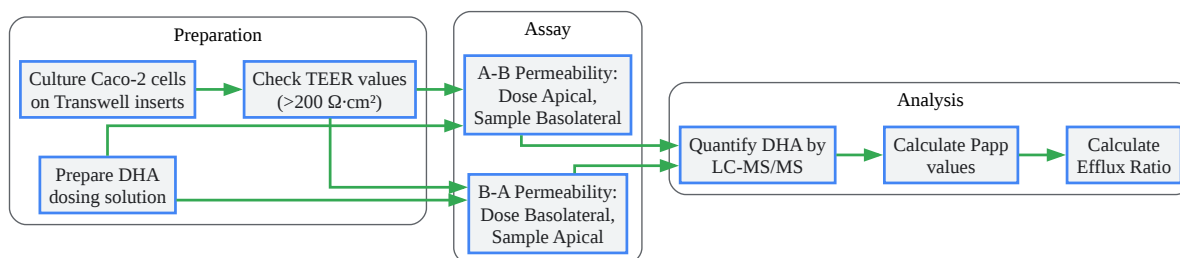 Preparation
Culture Caco-2 cells
on Transwell inserts
Check TEER values
(>200 Ω·cm²)
Prepare DHA
dosing solution
Assay
A-B Permeability:
Dose Apical,
Sample Basolateral
B-A Permeability:
Dose Basolateral,
Sample Apical
Analysis
Quantify DHA by
LC-MS/MS
Calculate Papp
values
Calculate
Efflux Ratio